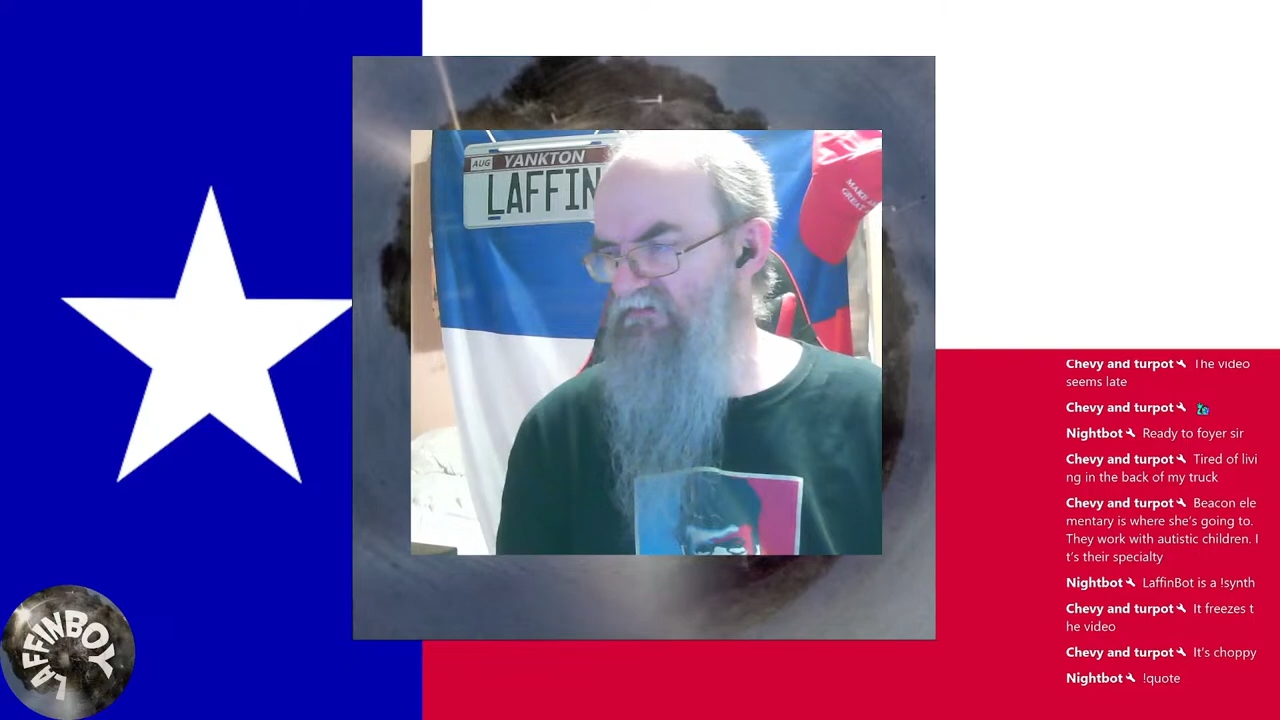 AUG YANKTON
LAFFIN
MAKE
GREAT
LAFFINBOY
Chevy and turpot The video
seems late
Chevy and turpot
Nightbot Ready to foyer sir
Chevy and turpot Tired of livi
ng in the back of my truck
Chevy and turpot Beacon ele
mentary is where she's going to.
They work with autistic children. I
t's their specialty
Nightbot LaffinBot is a !synth
Chevy and turpot It freezes t
he video
Chevy and turpot It's choppy
Nightbot !quote